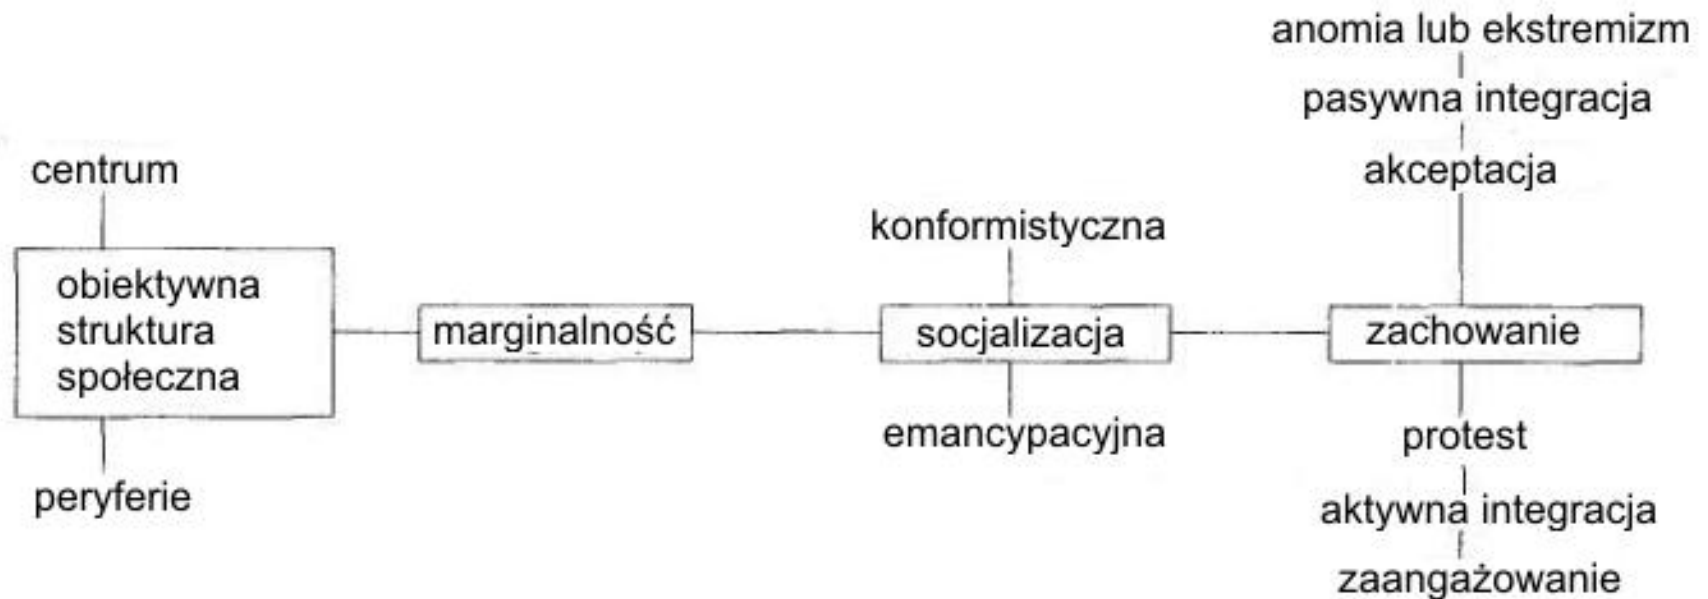 anomia lub ekstremizm
pasywna integracja
akceptacja
centrum
konformistyczna
obiektywna
struktura
społeczna
marginalność
socjalizacja
zachowanie
emancypacyjna
protest
peryferie
aktywna integracja
zaangażowanie